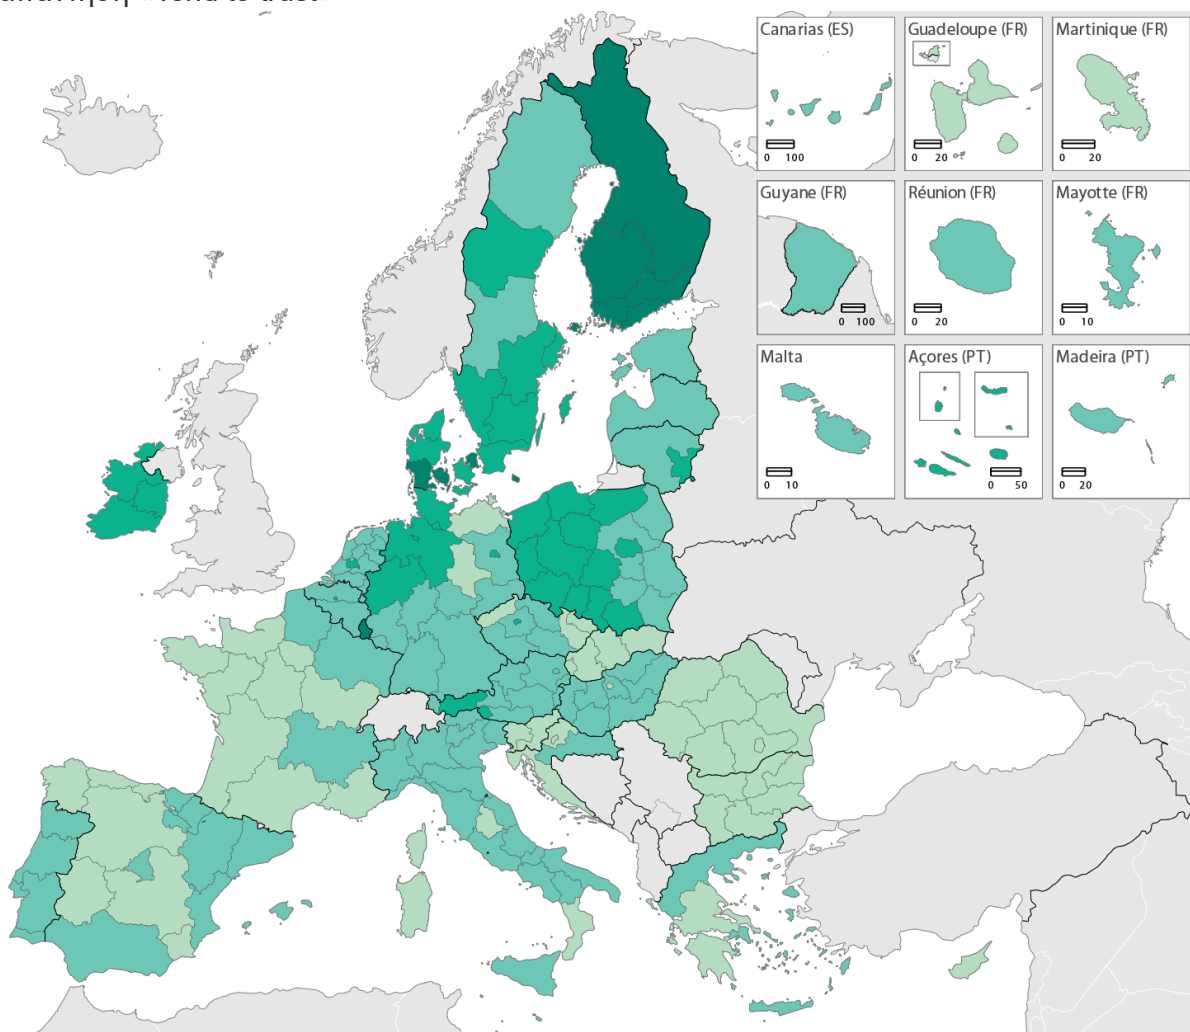 Canarias (ES)
0 100
Guadeloupe (FR)
0 20
Martinique (FR)
0 20
Guyane (FR)
0 100
Réunion (FR)
0 20
Mayotte (FR)
0 10
Malta
0 10
Açores (PT)
0 50
Madeira (PT)
0 20